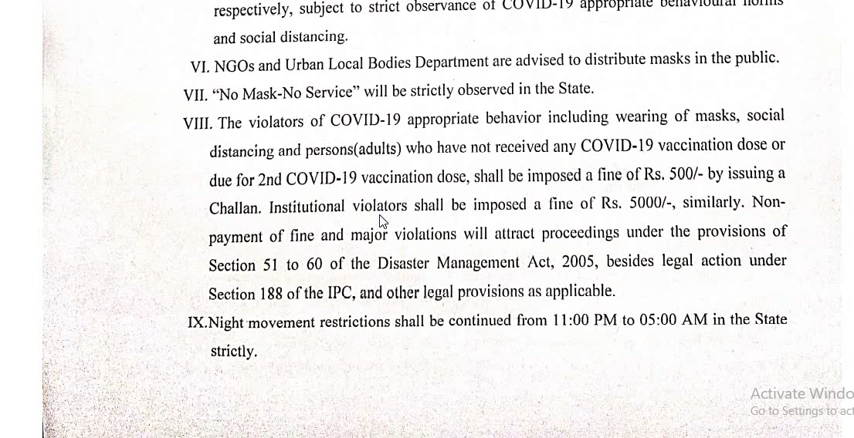 respectively, subject to strict observance of COVID-19 appropriate behavioural norms
and social distancing.
VI. NGOs and Urban Local Bodies Department are advised to distribute masks in the public.
VII. “No Mask-No Service” will be strictly observed in the State.
VIII. The violators of COVID-19 appropriate behavior including wearing of masks, social
distancing and persons(adults) who have not received any COVID-19 vaccination dose or
due for 2nd COVID-19 vaccination dose, shall be imposed a fine of Rs. 500/- by issuing a
Challan. Institutional violators shall be imposed a fine of Rs. 5000/-, similarly. Non-
payment of fine and major violations will attract proceedings under the provisions of
Section 51 to 60 of the Disaster Management Act, 2005, besides legal action under
Section 188 of the IPC, and other legal provisions as applicable.
IX.Night movement restrictions shall be continued from 11:00 PM to 05:00 AM in the State
strictly.
Activate Windo
Go to Settings to act